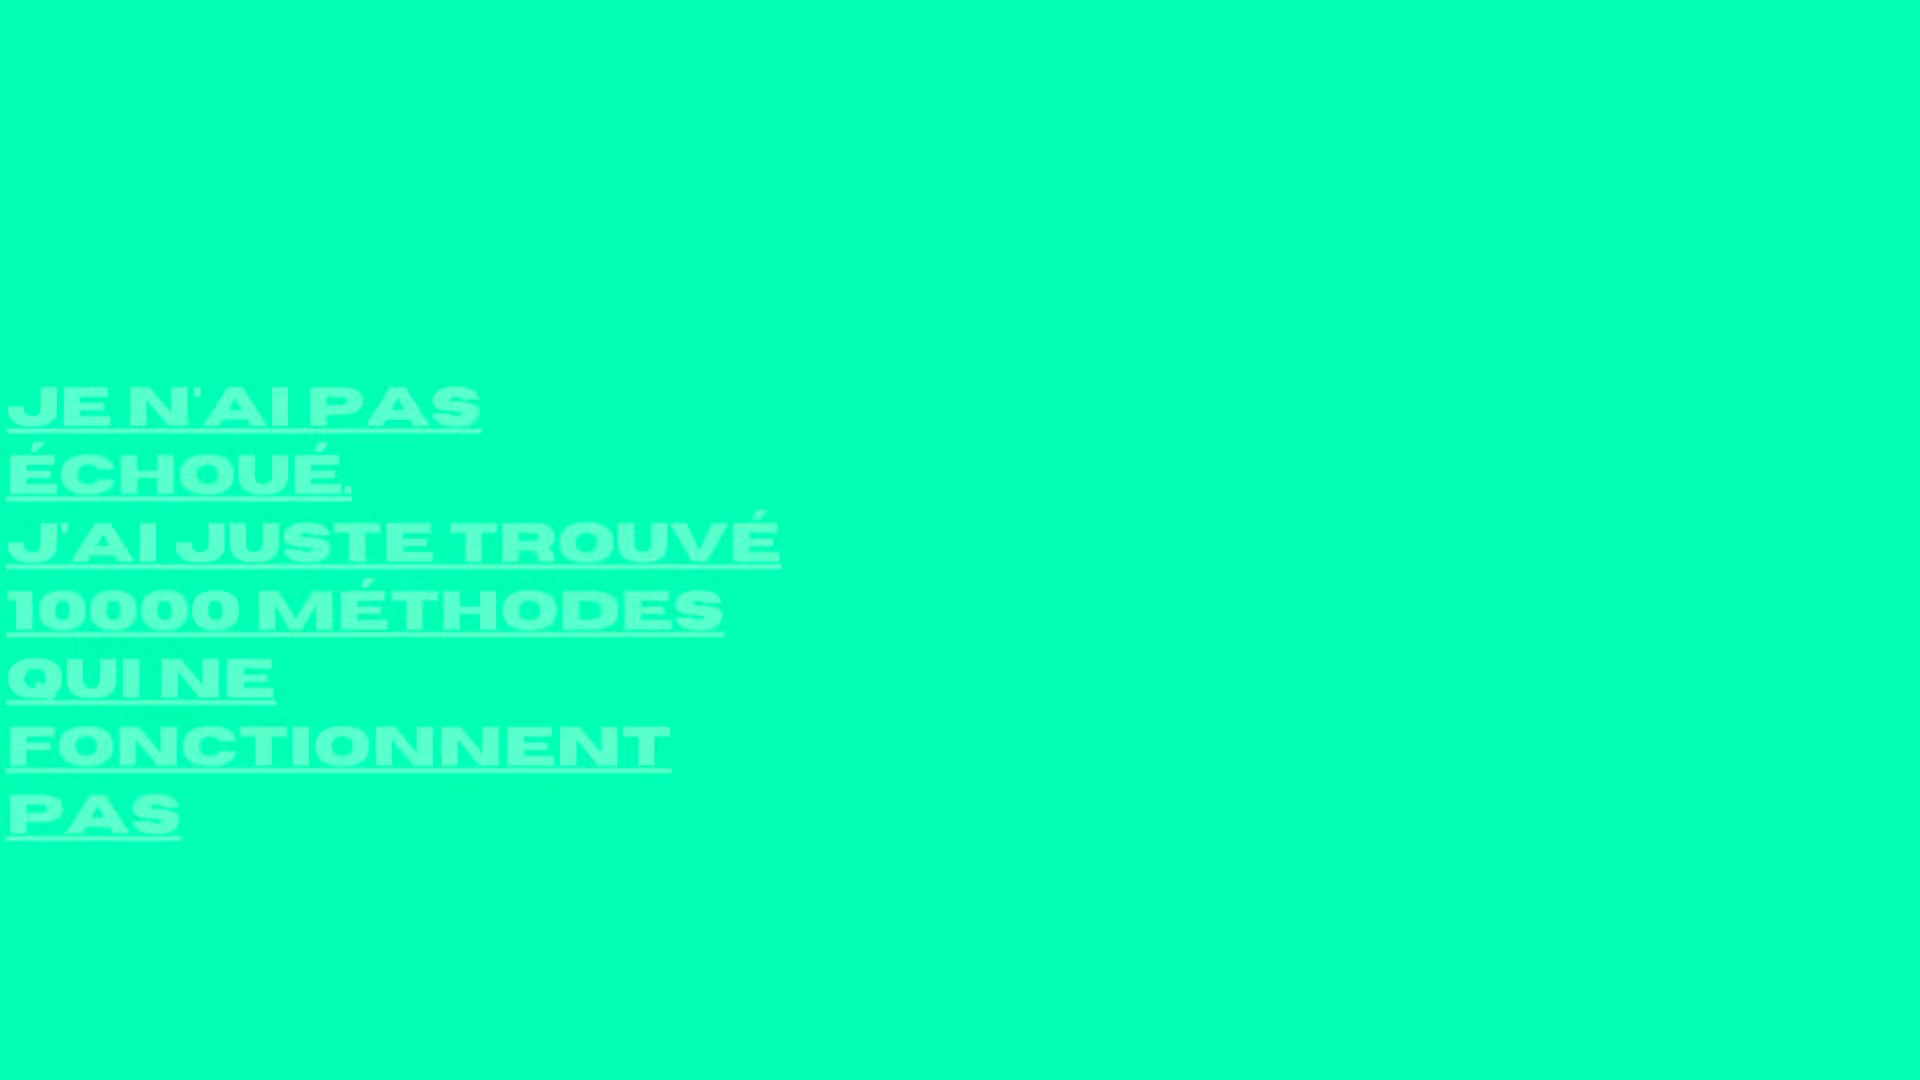 JE N'AI PAS
ÉCHOUÉ.
J'AI JUSTE TROUVÉ
10000 MÉTHODES
QUI NE
FONCTIONNENT
PAS